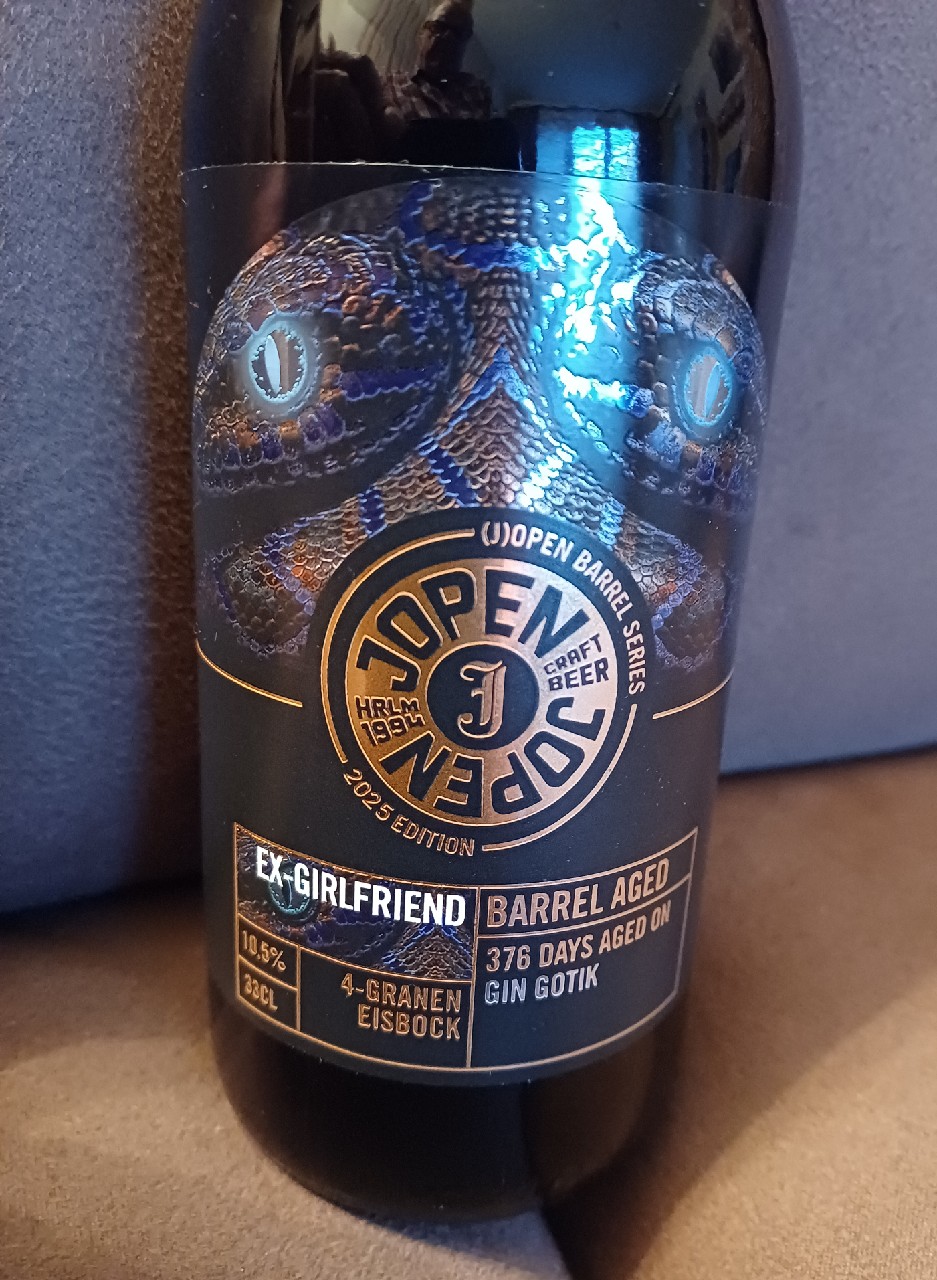 (J)OPEN BARREL SERIES
JOPEN
CRAFT
BEER
J
HRLM
1994
JOPEN
JOPEN
2025 EDITION
EX-GIRLFRIEND
10,5%
33CL
4-GRANEN
EISBOCK
BARREL AGED
376 DAYS AGED ON
GIN GOTIK